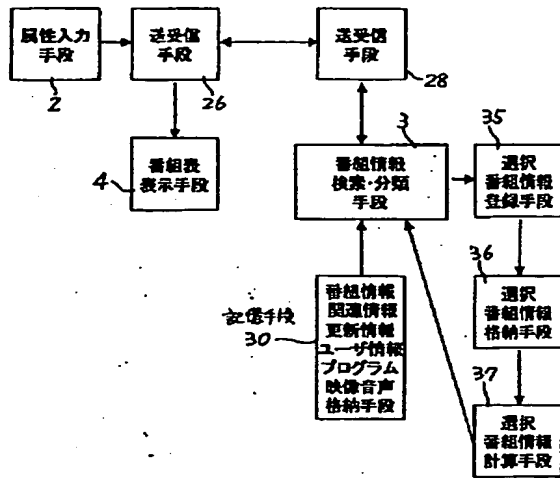 属性入力
手段
2
送受信
手段
26
送受信
手段
28
番組表
表示手段
4
3
番組情報
検索・分類
手段
35
選択
番組情報
登録手段
36
選択
番組情報
格納手段
37
選択
番組情報
計算手段
記憶手段
30
番組情報
関連情報
更新情報
ユーザ情報
プログラム
映像音声
格納手段